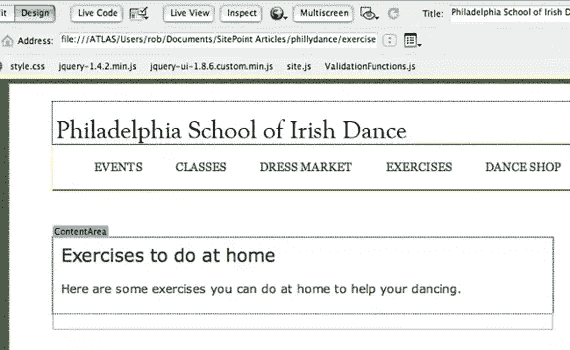 it Design Live Code Live View Inspect Multiscreen Title: Philadelphia School of Irish D
Address: file:///ATLAS/Users/rob/Documents/SitePoint Articles/phillydance/exercise
style.css jquery-1.4.2.min.js jquery-ui-1.8.6.custom.min.js site.js ValidationFunctions.js
Philadelphia School of Irish Dance
EVENTS CLASSES DRESS MARKET EXERCISES DANCE SHOP
ContentArea
Exercises to do at home
Here are some exercises you can do at home to help your dancing.